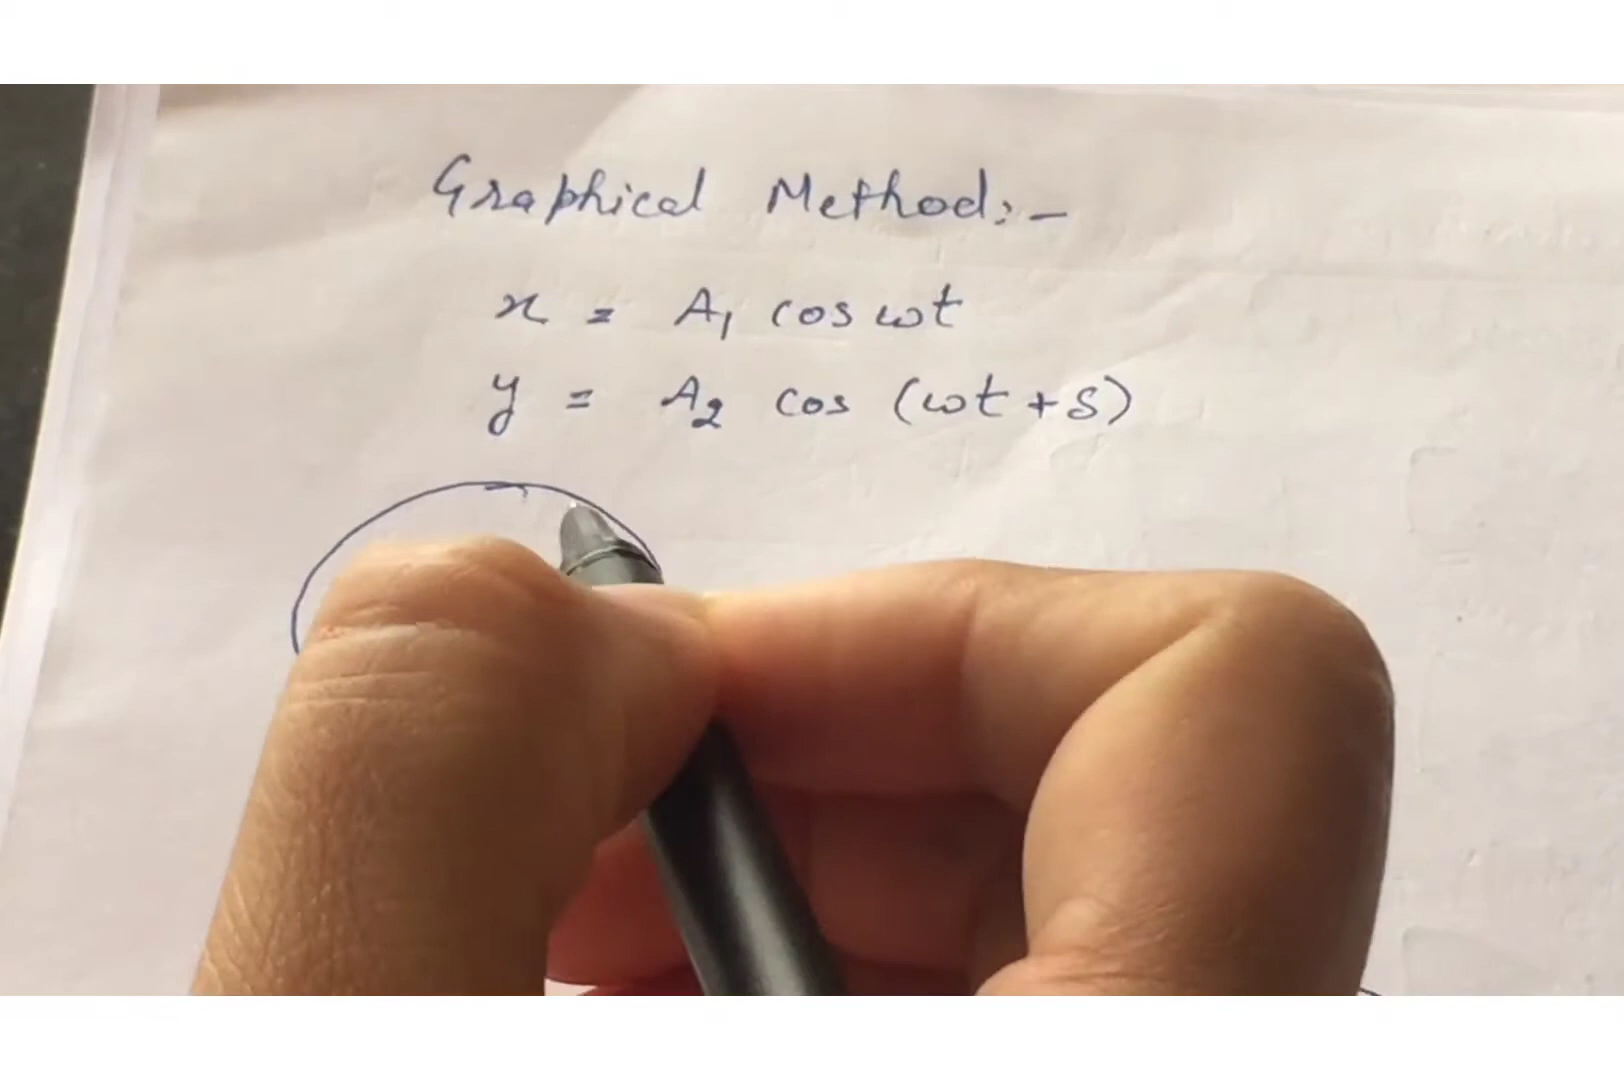 Graphical Method:-
x = A₁ cos ωt
y = A₂ cos (ωt + δ)